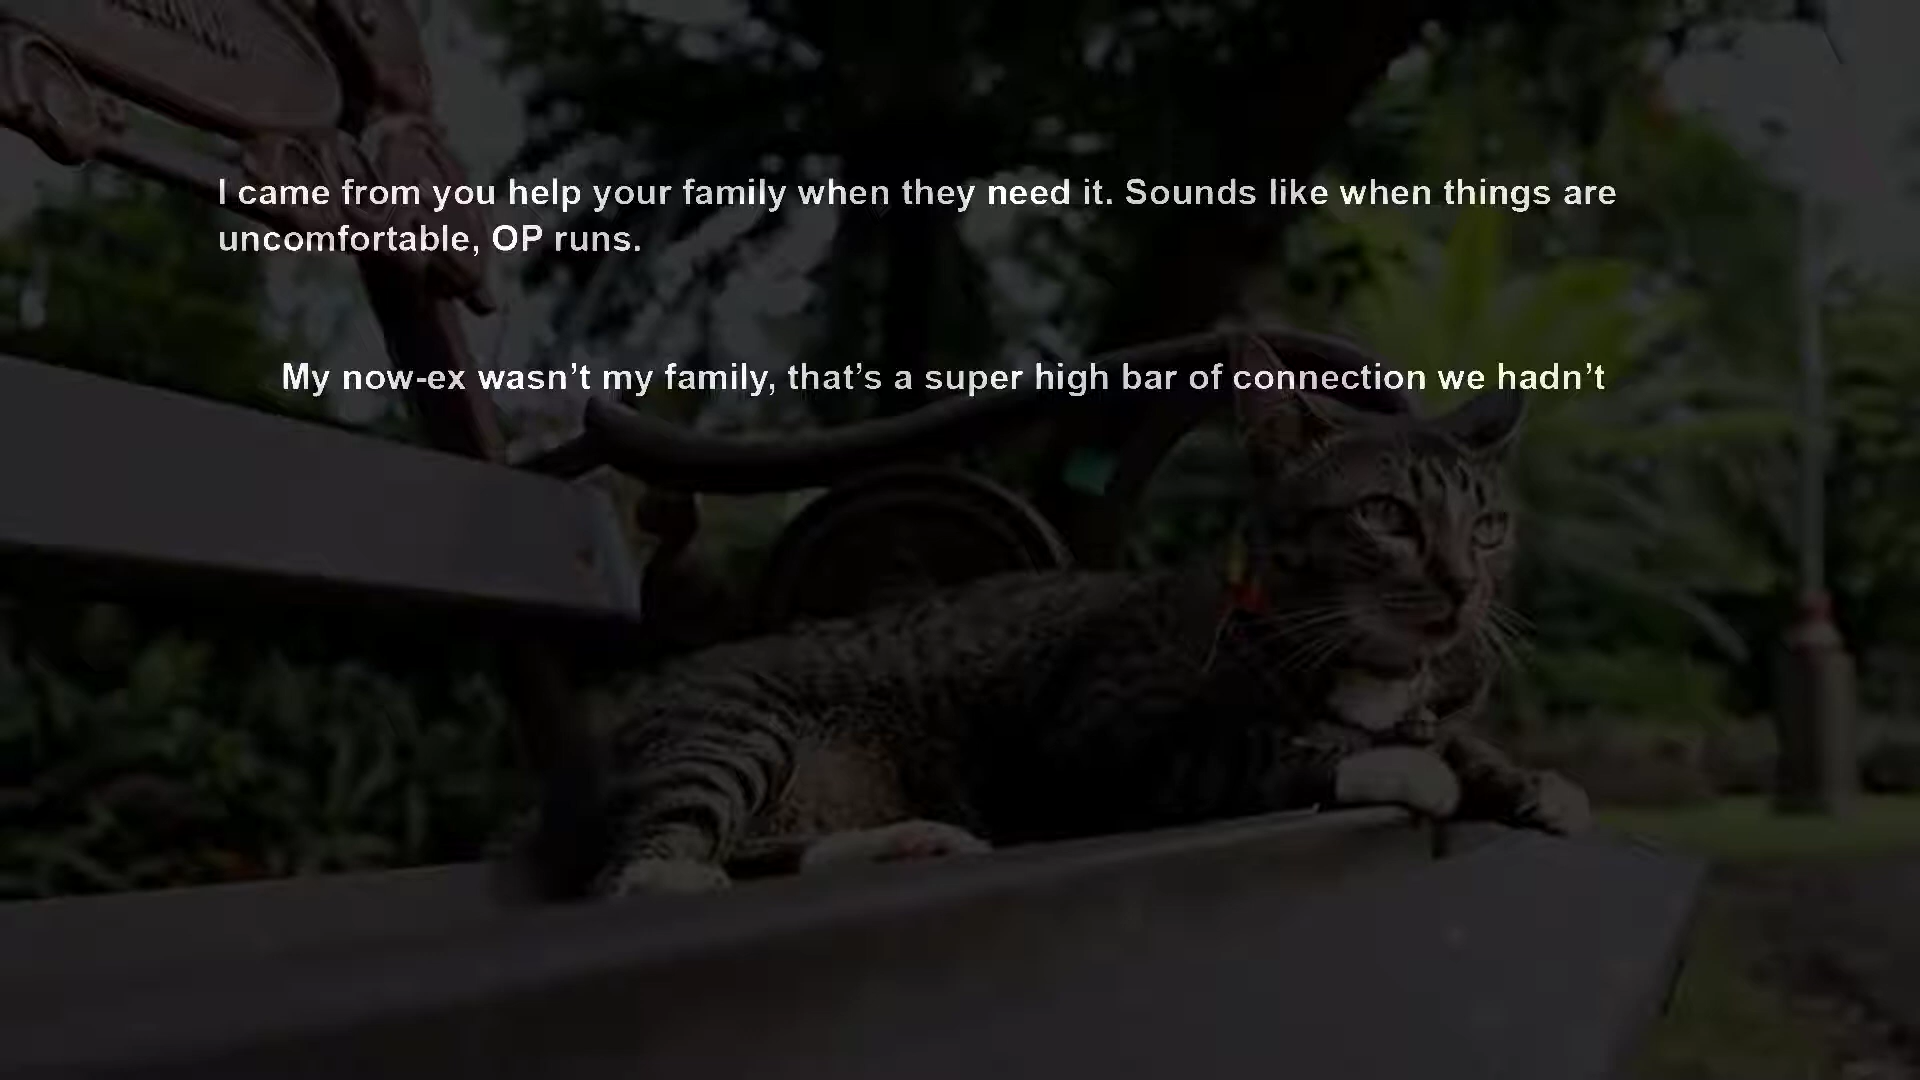 I came from you help your family when they need it. Sounds like when things are
uncomfortable, OP runs.
My now-ex wasn’t my family, that’s a super high bar of connection we hadn’t